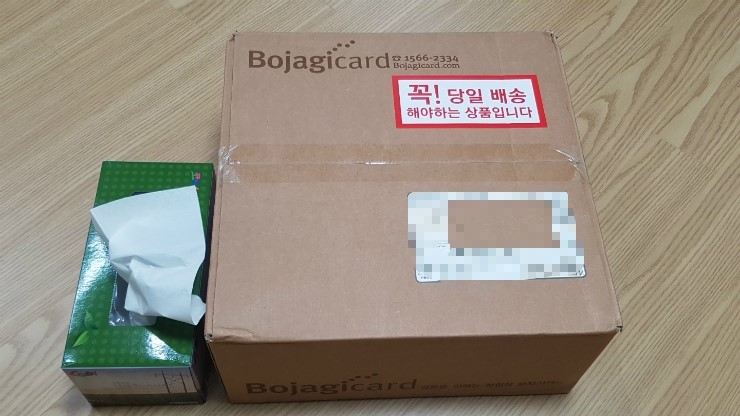 Bojagicard ☎ 1566-2334
Bojagicard.com
꼭! 당일 배송
해야하는 상품입니다
Bojagicard